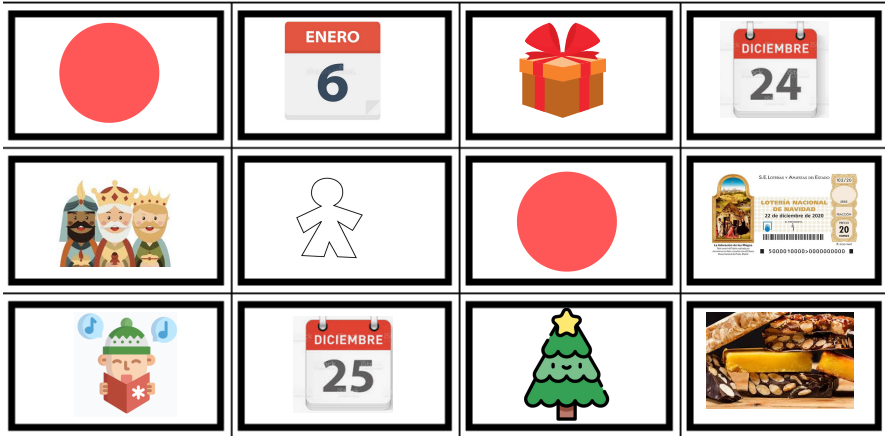 ENERO
6
DICIEMBRE
24
S.E. LOTERÍAS Y APUESTAS DEL ESTADO
LOTERÍA NACIONAL
DE NAVIDAD
22 de diciembre de 2020
20
DICIEMBRE
25